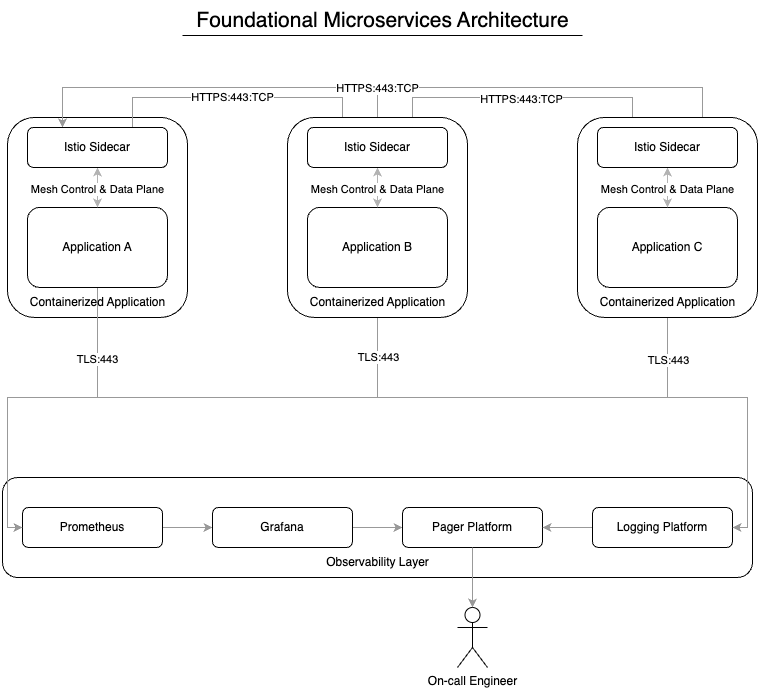 Foundational Microservices Architecture
HTTPS:443:TCP
HTTPS:443:TCP
HTTPS:443:TCP
Istio Sidecar
Istio Sidecar
Istio Sidecar
Mesh Control & Data Plane
Mesh Control & Data Plane
Mesh Control & Data Plane
Application A
Application B
Application C
Containerized Application
Containerized Application
Containerized Application
TLS:443
TLS:443
TLS:443
Prometheus
Grafana
Pager Platform
Logging Platform
Observability Layer
On-call Engineer